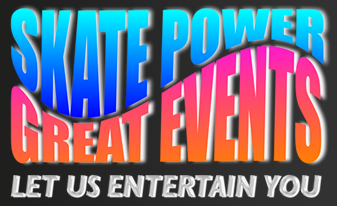 SKATE POWER
GREAT EVENTS
LET US ENTERTAIN YOU